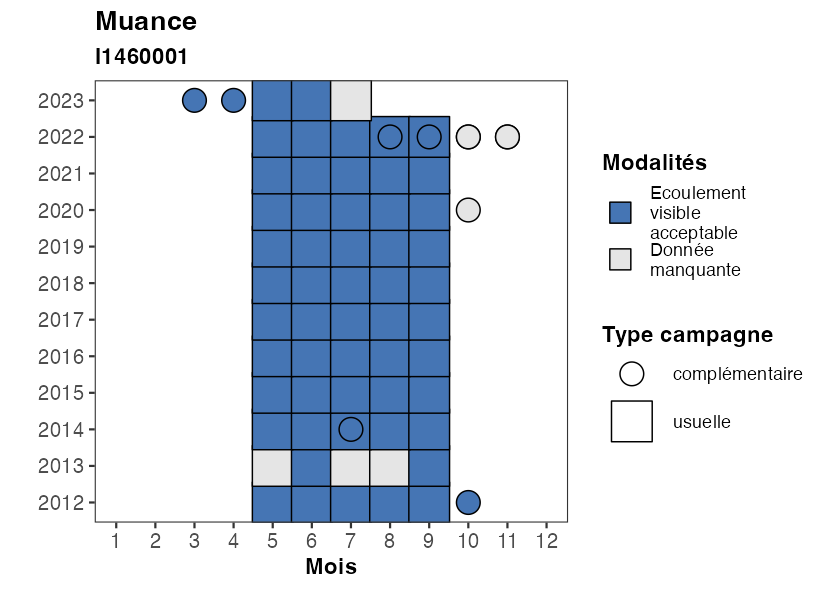 Muance
I1460001
2023
2022
2021
2020
2019
2018
2017
2016
2015
2014
2013
2012
1 2 3 4 5 6 7 8 9 10 11 12
Mois
Modalités
Ecoulement
visible
acceptable
Donnée
manquante
Type campagne
complémentaire
usuelle